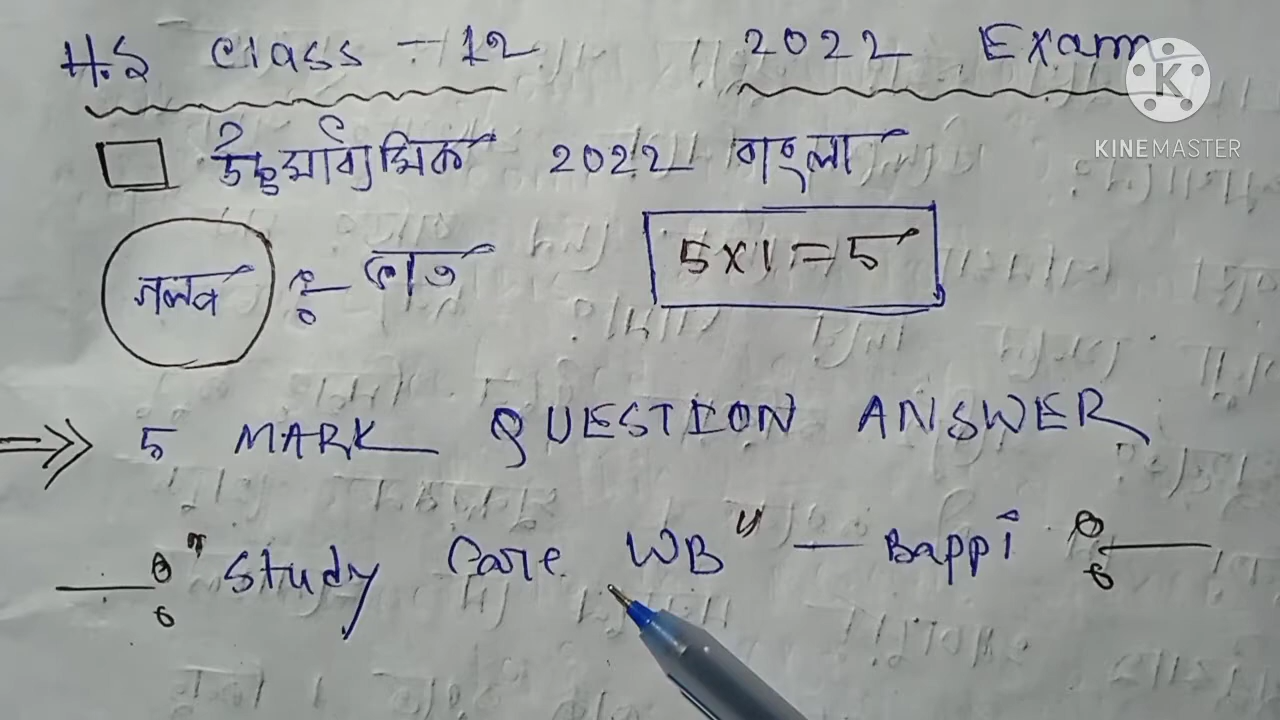 H.S Class - 12 2022 Exam
K
KINEMASTER
উচ্চমাধ্যমিক 2022 বাংলা
গল্প ঃ- ভাত 5x1=5
⇒ 5 MARK QUESTION ANSWER
"Study Care WB" - Bappi